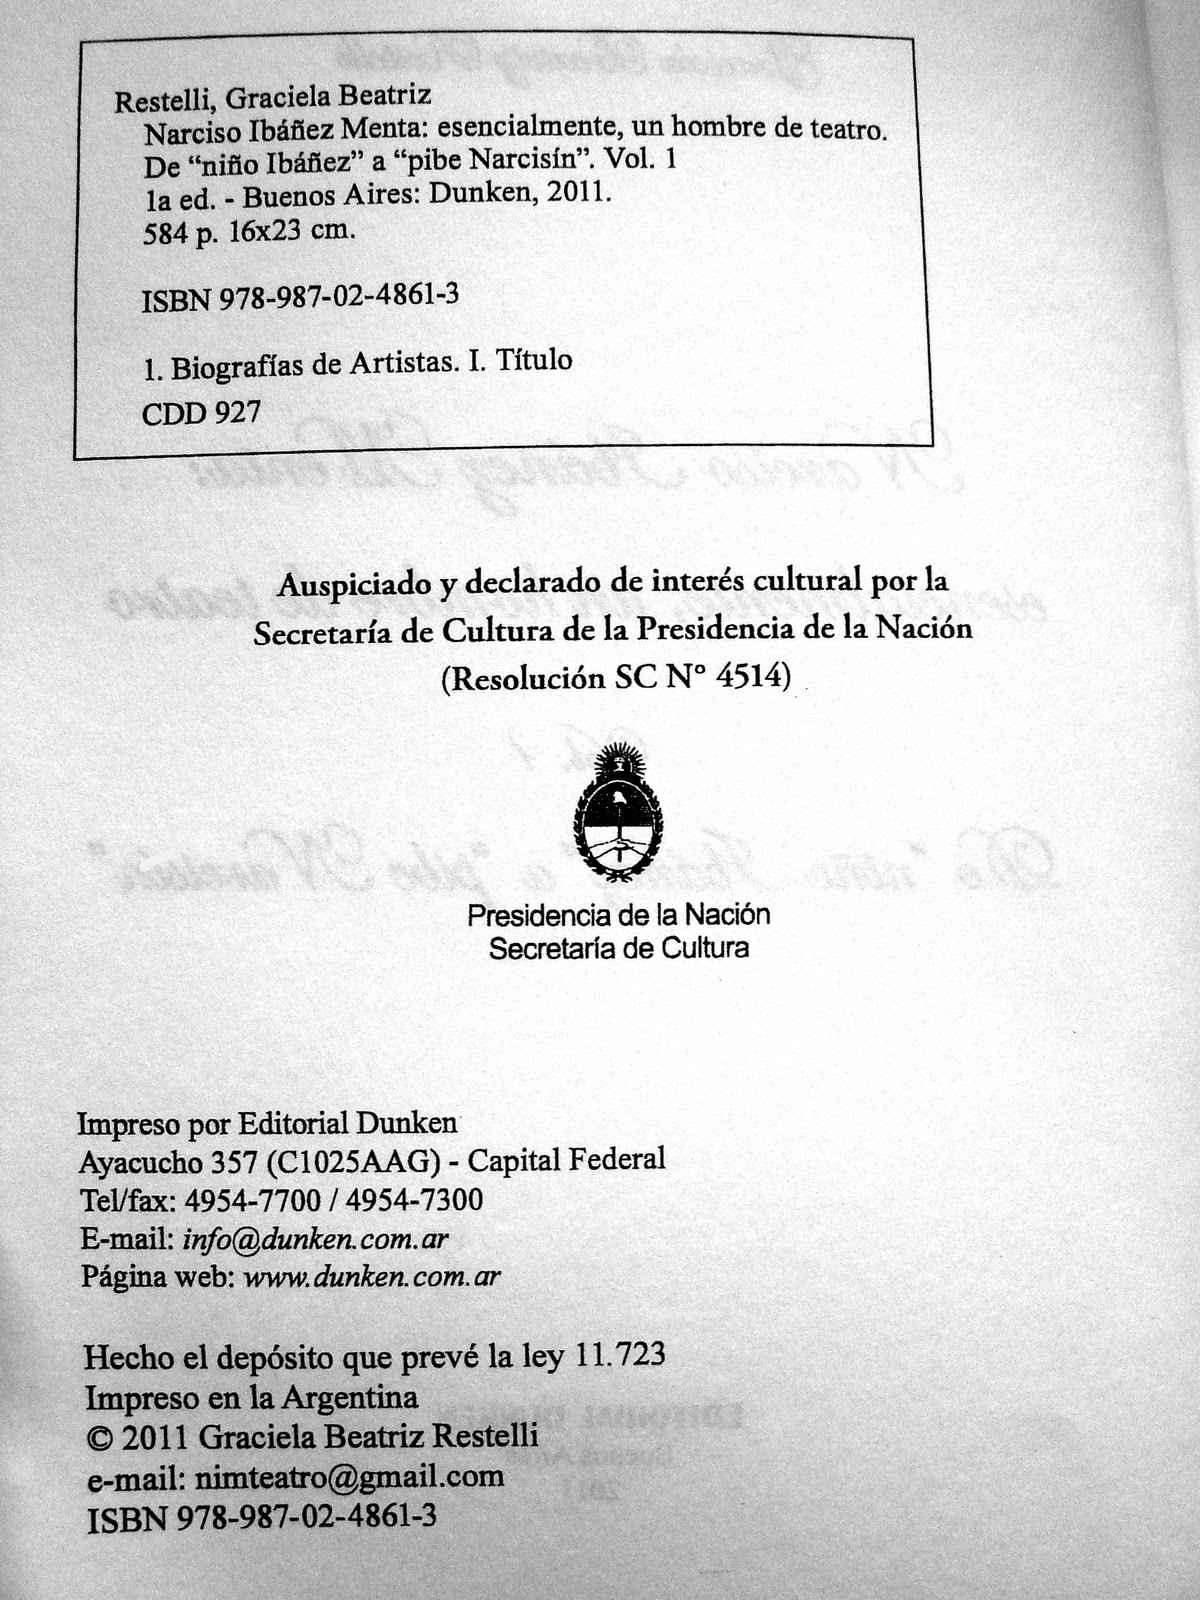 Restelli, Graciela Beatriz
Narciso Ibáñez Menta: esencialmente, un hombre de teatro.
De “niño Ibáñez” a “pibe Narcisín”. Vol. 1
1a ed. - Buenos Aires: Dunken, 2011.
584 p. 16x23 cm.
ISBN 978-987-02-4861-3
1. Biografías de Artistas. I. Título
CDD 927
Auspiciado y declarado de interés cultural por la
Secretaría de Cultura de la Presidencia de la Nación
(Resolución SC Nº 4514)
Presidencia de la Nación
Secretaría de Cultura
Impreso por Editorial Dunken
Ayacucho 357 (C1025AAG) - Capital Federal
Tel/fax: 4954-7700 / 4954-7300
E-mail: info@dunken.com.ar
Página web: www.dunken.com.ar
Hecho el depósito que prevé la ley 11.723
Impreso en la Argentina
© 2011 Graciela Beatriz Restelli
e-mail: nimteatro@gmail.com
ISBN 978-987-02-4861-3